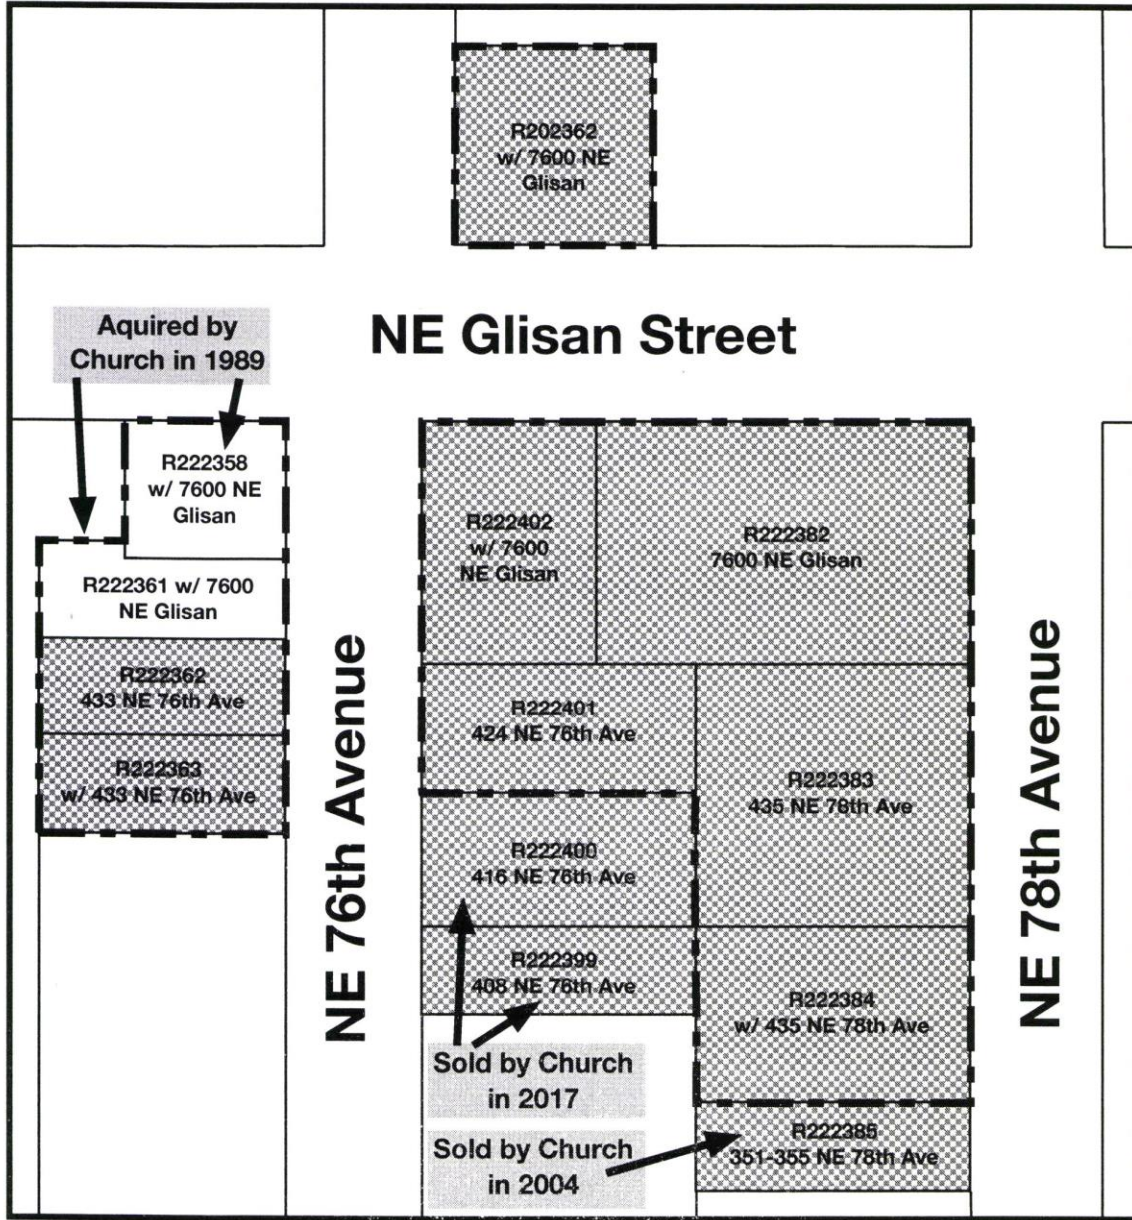 R202362
w/ 7600 NE
Glisan
NE Glisan Street
Aquired by
Church in 1989
R222358
w/ 7600 NE
Glisan
R222361 w/ 7600
NE Glisan
R222362
433 NE 76th Ave
R222363
w/ 433 NE 76th Ave
NE 76th Avenue
R222402
w/ 7600
NE Glisan
R222382
7600 NE Glisan
R222401
424 NE 76th Ave
R222383
435 NE 78th Ave
R222400
416 NE 76th Ave
R222399
408 NE 76th Ave
R222384
w/ 435 NE 78th Ave
Sold by Church
in 2017
R222385
351-355 NE 78th Ave
Sold by Church
in 2004
NE 78th Avenue